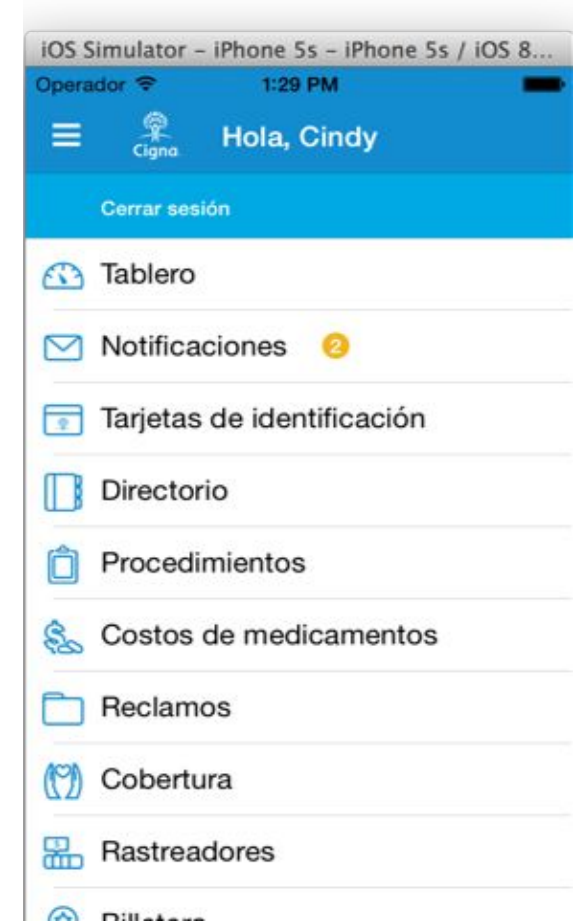 iOS Simulator – iPhone 5s – iPhone 5s / iOS 8...
Operador 1:29 PM
Cigna Hola, Cindy
Cerrar sesión
Tablero
Notificaciones 2
Tarjetas de identificación
Directorio
Procedimientos
Costos de medicamentos
Reclamos
Cobertura
Rastreadores